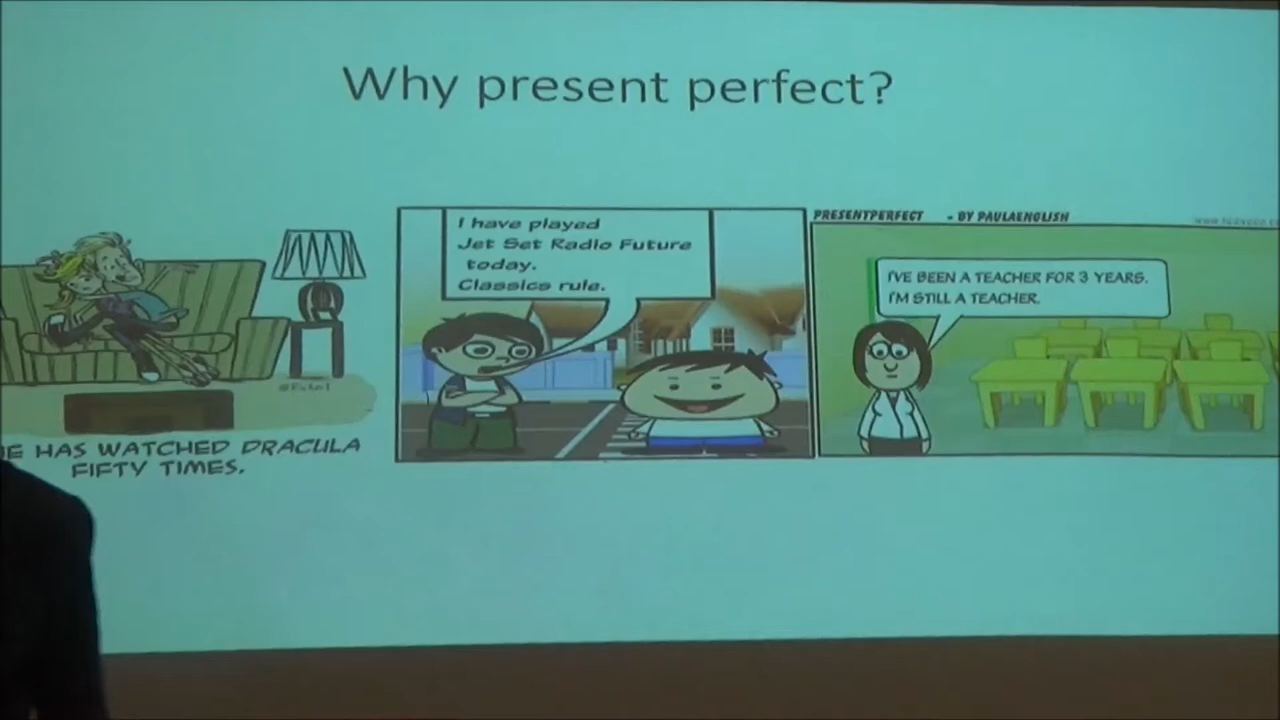 Why present perfect?
I have played
Jet Set Radio Future
today.
Classics rule.
PRESENTPERFECT - BY PAULAENGLISH
I'VE BEEN A TEACHER FOR 3 YEARS.
I'M STILL A TEACHER.
HAS WATCHED DRACULA
FIFTY TIMES.